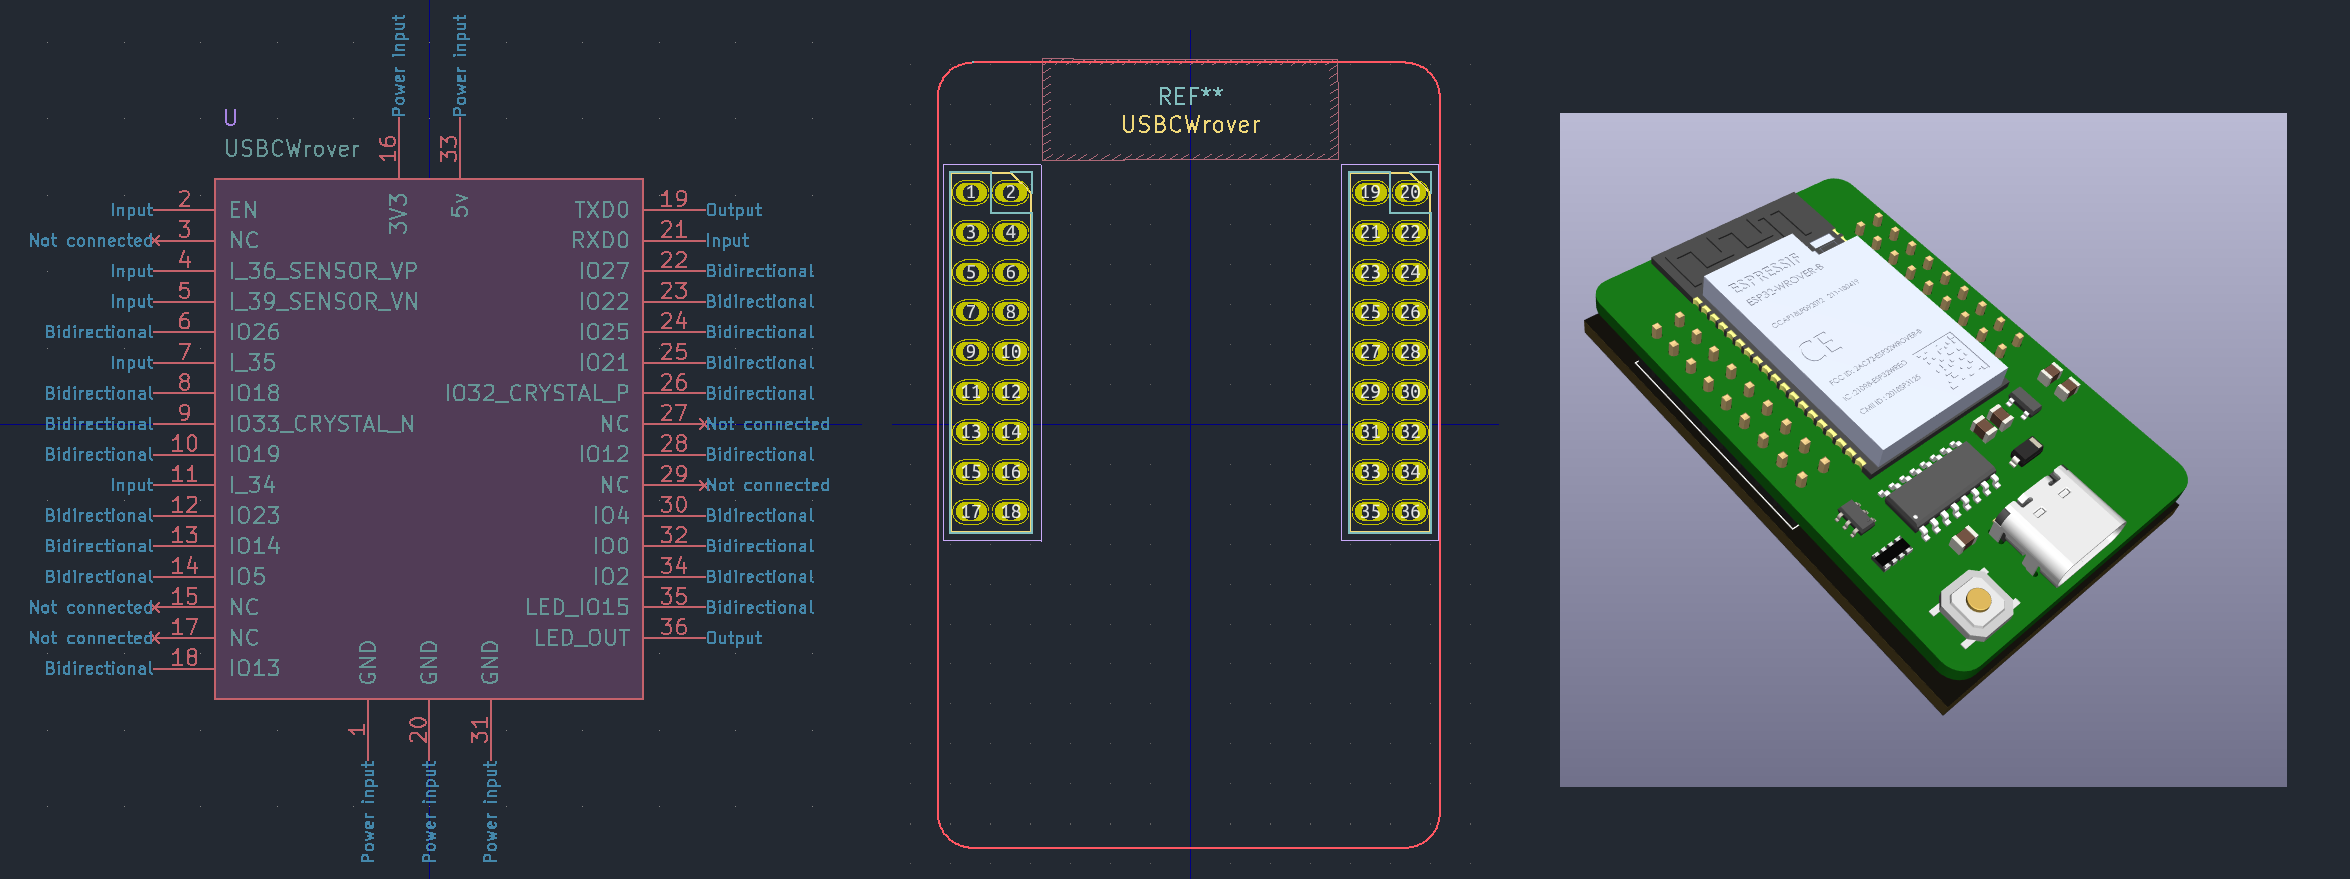 Power input
Power input
16
33
U
USBCWrover
3V3
5v
Input 2 EN
Not connected 3 NC
Input 4 I_36_SENSOR_VP
Input 5 I_39_SENSOR_VN
Bidirectional 6 IO26
Input 7 I_35
Bidirectional 8 IO18
Bidirectional 9 IO33_CRYSTAL_N
Bidirectional 10 IO19
Input 11 I_34
Bidirectional 12 IO23
Bidirectional 13 IO14
Bidirectional 14 IO5
Not connected 15 NC
Not connected 17 NC
Bidirectional 18 IO13
TXD0 19 Output
RXD0 21 Input
IO27 22 Bidirectional
IO22 23 Bidirectional
IO25 24 Bidirectional
IO21 25 Bidirectional
IO32_CRYSTAL_P 26 Bidirectional
NC 27 Not connected
IO12 28 Bidirectional
NC 29 Not connected
IO4 30 Bidirectional
IO0 32 Bidirectional
IO2 34 Bidirectional
LED_IO15 35 Bidirectional
LED_OUT 36 Output
GND
GND
GND
1
20
31
Power input
Power input
Power input
REF**
USBCWrover
1 2
3 4
5 6
7 8
9 10
11 12
13 14
15 16
17 18
19 20
21 22
23 24
25 26
27 28
29 30
31 32
33 34
35 36
ESPRESSIF
ESP32-WROVER-B
CE
FCC ID: 2AC72-ESP32WROVER-B